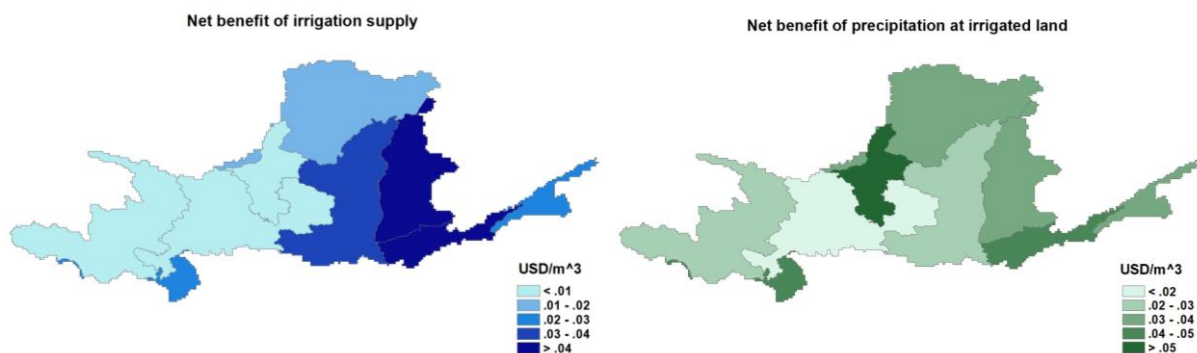 Net benefit of irrigation supply
USD/m^3
< .01
.01 - .02
.02 - .03
.03 - .04
> .04
Net benefit of precipitation at irrigated land
USD/m^3
< .02
.02 - .03
.03 - .04
.04 - .05
> .05